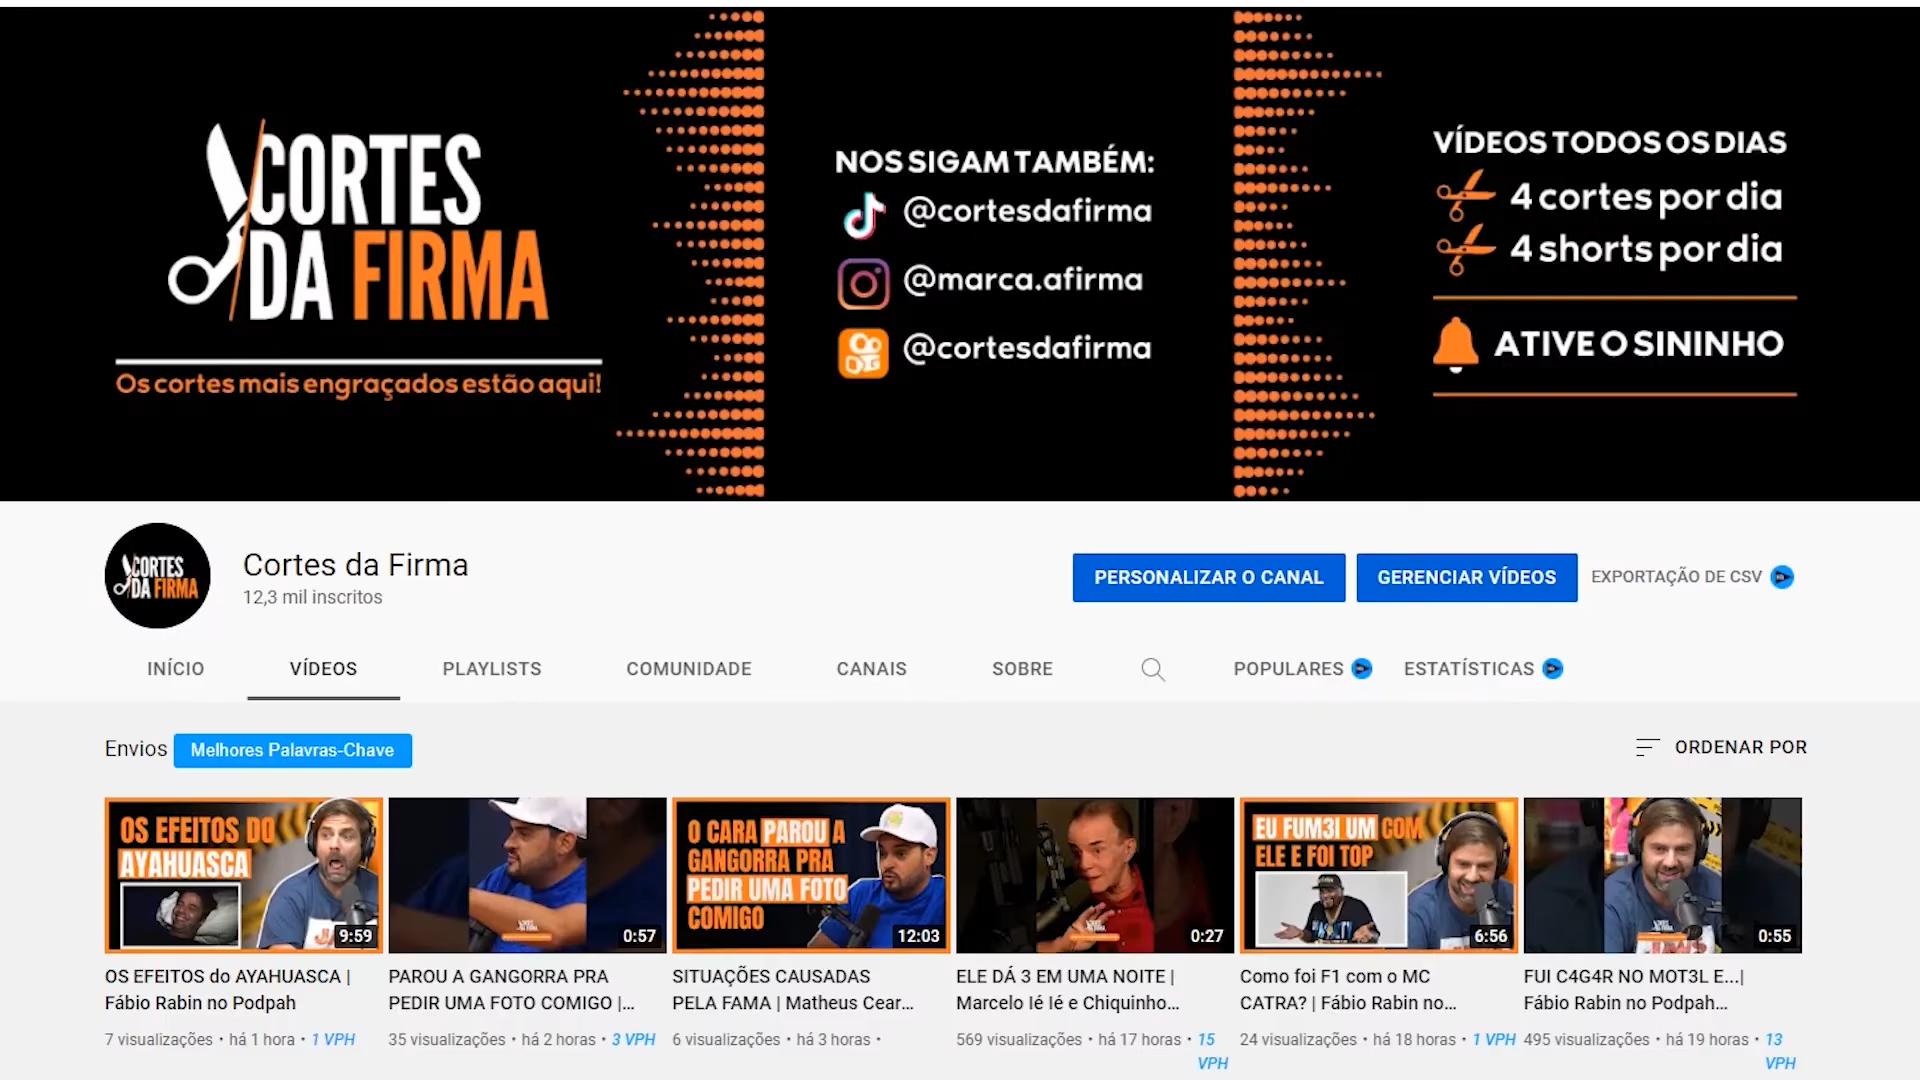 CORTES
DA FIRMA
Os cortes mais engraçados estão aqui!
NOS SIGAM TAMBÉM:
@cortesdafirma
@marca.afirma
@cortesdafirma
VÍDEOS TODOS OS DIAS
4 cortes por dia
4 shorts por dia
ATIVE O SININHO
CORTES
DA FIRMA
Cortes da Firma
12,3 mil inscritos
PERSONALIZAR O CANAL
GERENCIAR VÍDEOS
EXPORTAÇÃO DE CSV
INÍCIO
VÍDEOS
PLAYLISTS
COMUNIDADE
CANAIS
SOBRE
POPULARES
ESTATÍSTICAS
Envios
Melhores Palavras-Chave
ORDENAR POR
OS EFEITOS DO
AYAHUASCA
9:59
OS EFEITOS do AYAHUASCA |
Fábio Rabin no Podpah
7 visualizações • há 1 hora • 1 VPH
0:57
PAROU A GANGORRA PRA
PEDIR UMA FOTO COMIGO |...
35 visualizações • há 2 horas • 3 VPH
O CARA PAROU A
GANGORRA PRA
PEDIR UMA FOTO
COMIGO
12:03
SITUAÇÕES CAUSADAS
PELA FAMA | Matheus Cear...
6 visualizações • há 3 horas •
0:27
ELE DÁ 3 EM UMA NOITE |
Marcelo Ié Ié e Chiquinho...
569 visualizações • há 17 horas • 15
VPH
EU FUM3I UM COM
ELE E FOI TOP
6:56
Como foi F1 com o MC
CATRA? | Fábio Rabin no...
24 visualizações • há 18 horas • 1 VPH
0:55
FUI C4G4R NO MOT3L E...|
Fábio Rabin no Podpah...
495 visualizações • há 19 horas • 13
VPH